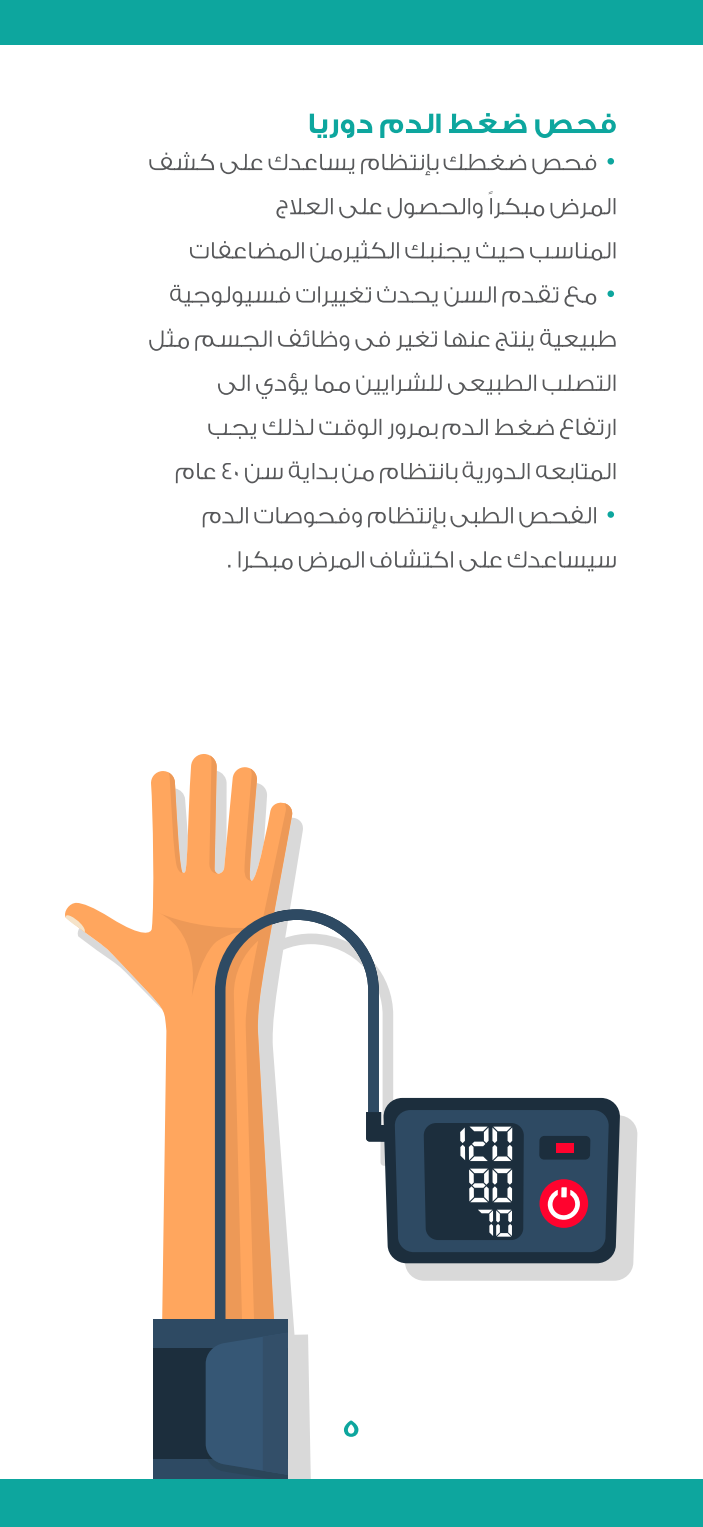 فحص ضغط الدم دوريا
• فحص ضغطك بإنتظام يساعدك على كشف
المرض مبكراً والحصول على العلاج
المناسب حيث يجنبك الكثيرمن المضاعفات
• مع تقدم السن يحدث تغييرات فسيولوجية
طبيعية ينتج عنها تغير فى وظائف الجسم مثل
التصلب الطبيعى للشرايين مما يؤدي الى
ارتفاع ضغط الدم بمرور الوقت لذلك يجب
المتابعه الدورية بانتظام من بداية سن ٤٠ عام
• الفحص الطبى بإنتظام وفحوصات الدم
سيساعدك على اكتشاف المرض مبكرا .
120
80
70
٥